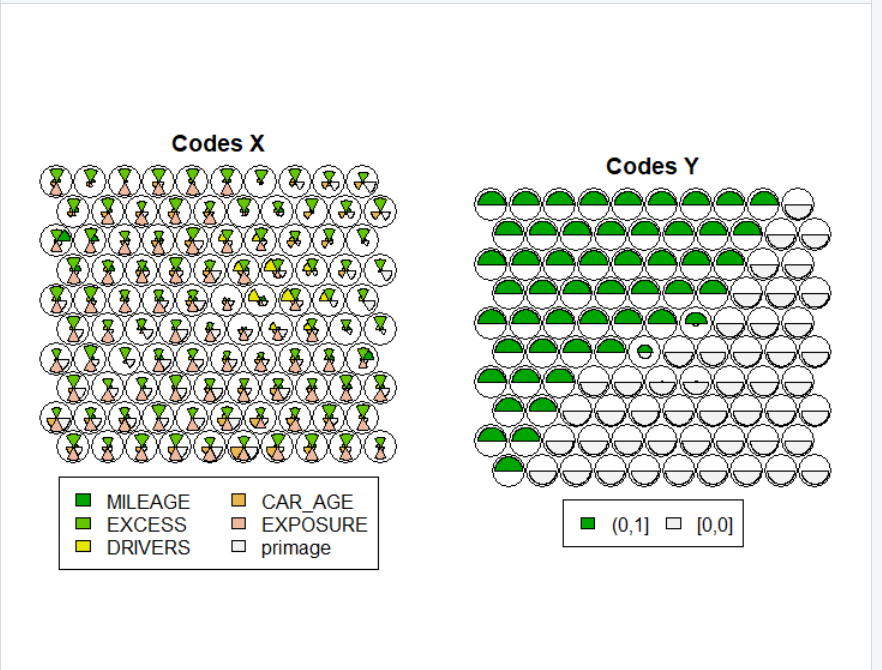 Codes X
MILEAGE
EXCESS
DRIVERS
CAR_AGE
EXPOSURE
primage
Codes Y
(0,1]
[0,0]